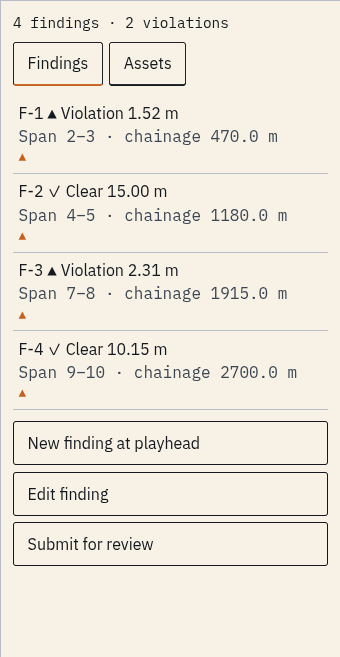 4 findings · 2 violations
Findings Assets
F-1 ▲ Violation 1.52 m
Span 2–3 · chainage 470.0 m
▲
F-2 ✓ Clear 15.00 m
Span 4–5 · chainage 1180.0 m
▲
F-3 ▲ Violation 2.31 m
Span 7–8 · chainage 1915.0 m
▲
F-4 ✓ Clear 10.15 m
Span 9–10 · chainage 2700.0 m
▲
New finding at playhead
Edit finding
Submit for review